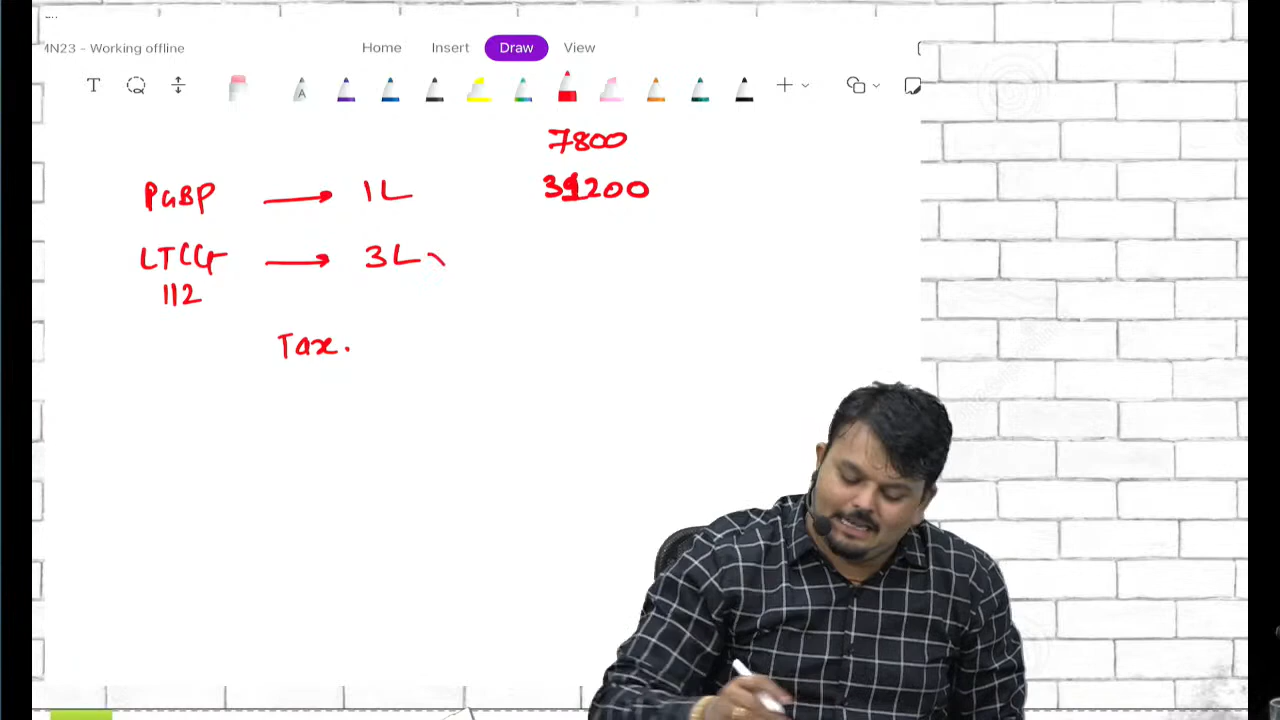 MN23 - Working offline
Home Insert Draw View
7800
PGBP → 1L
39200
LTCG → 3L
112
Tax.